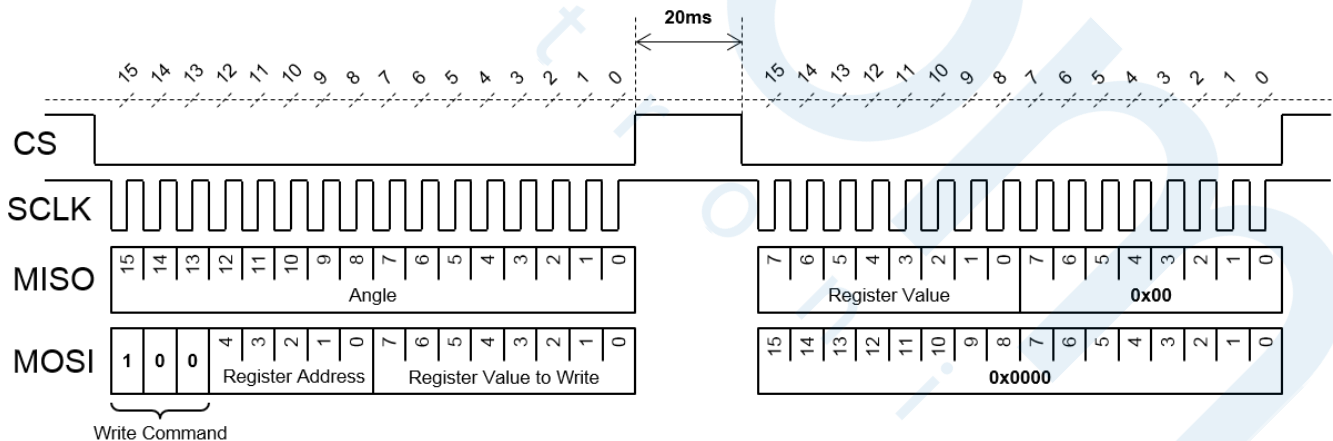 20ms
15 14 13 12 11 10 9 8 7 6 5 4 3 2 1 0 15 14 13 12 11 10 9 8 7 6 5 4 3 2 1 0
CS
SCLK
MISO 15 14 13 12 11 10 9 8 7 6 5 4 3 2 1 0 7 6 5 4 3 2 1 0 7 6 5 4 3 2 1 0
Angle Register Value 0x00
MOSI 1 0 0 4 3 2 1 0 7 6 5 4 3 2 1 0 15 14 13 12 11 10 9 8 7 6 5 4 3 2 1 0
Register Address Register Value to Write 0x0000
Write Command